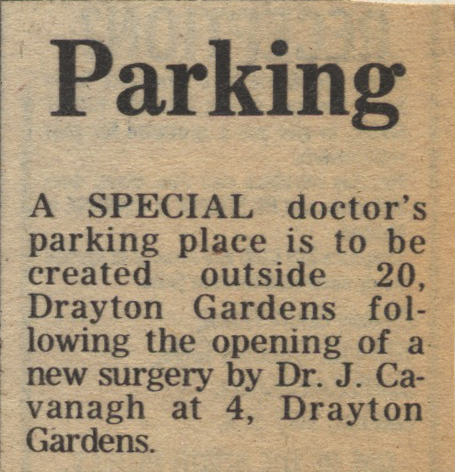 Parking
A SPECIAL doctor's
parking place is to be
created outside 20,
Drayton Gardens fol-
lowing the opening of a
new surgery by Dr. J. Ca-
vanagh at 4, Drayton
Gardens.